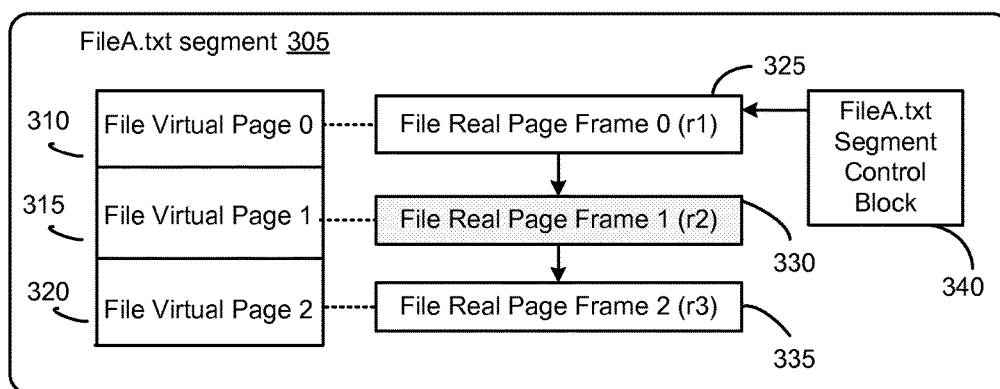 FileA.txt segment 305
325
310
File Virtual Page 0
File Real Page Frame 0 (r1)
FileA.txt
Segment
Control
Block
315
File Virtual Page 1
File Real Page Frame 1 (r2)
330
340
320
File Virtual Page 2
File Real Page Frame 2 (r3)
335